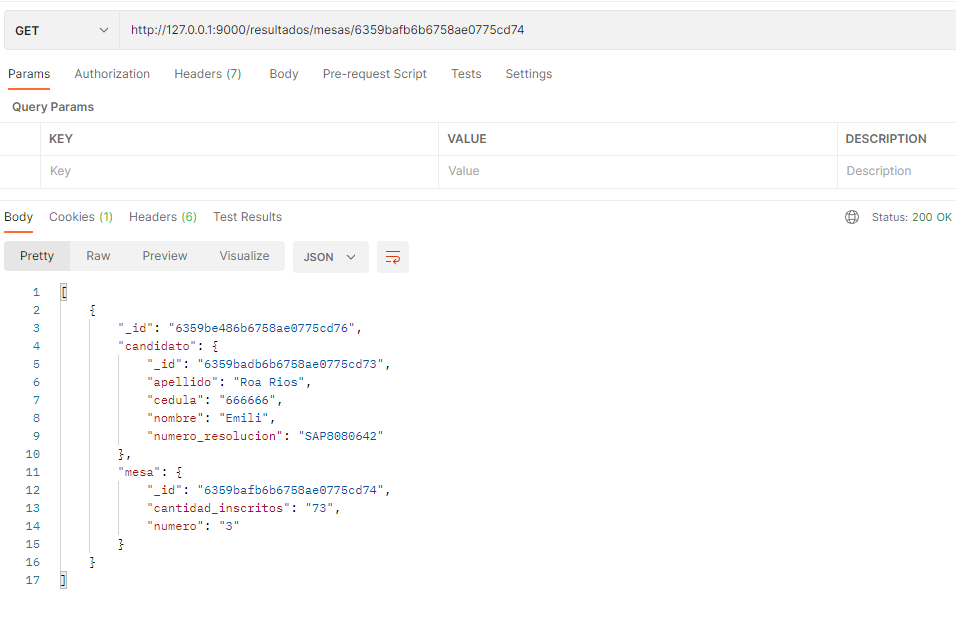 GET http://127.0.0.1:9000/resultados/mesas/6359bafb6b6758ae0775cd74
Params Authorization Headers (7) Body Pre-request Script Tests Settings
Query Params
KEY VALUE DESCRIPTION
Key Value Description
Body Cookies (1) Headers (6) Test Results Status: 200 OK
Pretty Raw Preview Visualize JSON
1 [
2 {
3 "_id": "6359be486b6758ae0775cd76",
4 "candidato": {
5 "_id": "6359badb6b6758ae0775cd73",
6 "apellido": "Roa Rios",
7 "cedula": "666666",
8 "nombre": "Emili",
9 "numero_resolucion": "SAP8080642"
10 },
11 "mesa": {
12 "_id": "6359bafb6b6758ae0775cd74",
13 "cantidad_inscritos": "73",
14 "numero": "3"
15 }
16 }
17 ]